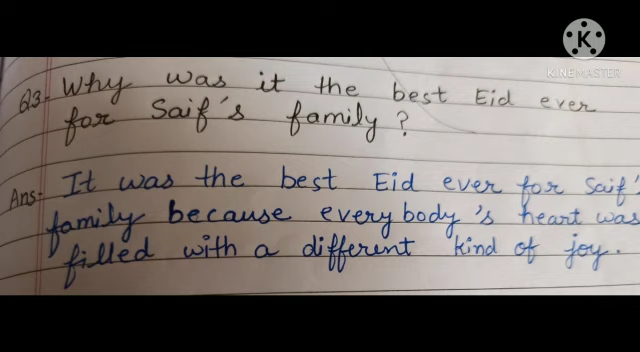 K
KINEMASTER
Q3- Why was it the best Eid ever
for Saif's family?
Ans- It was the best Eid ever for Saif'
family because everybody's heart was
filled with a different kind of joy.